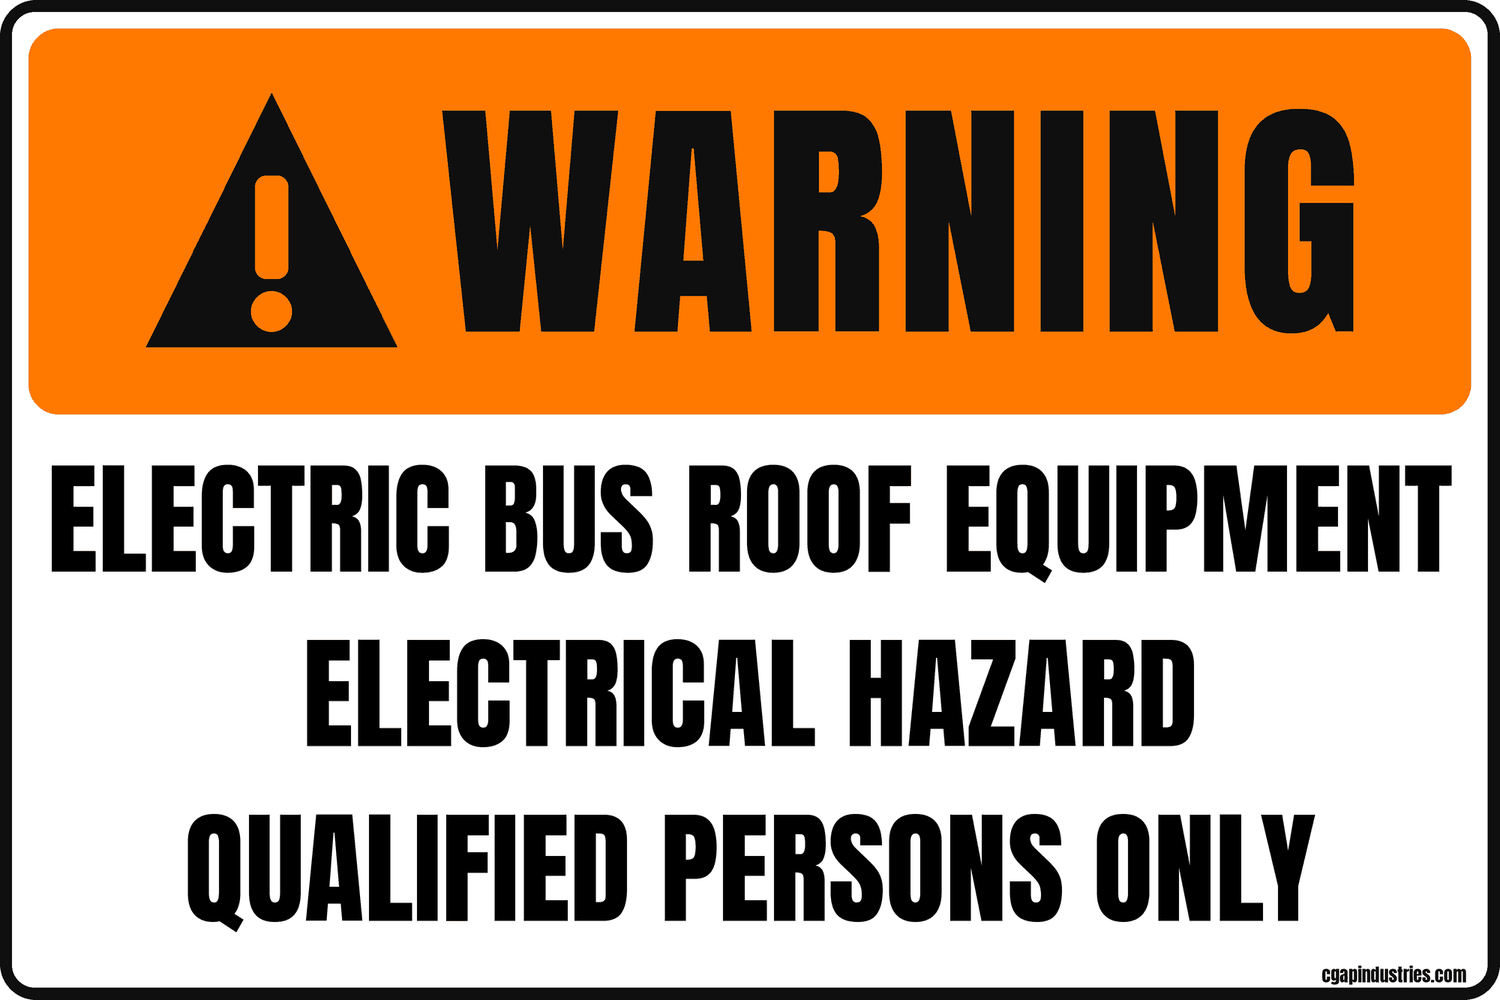 WARNING
ELECTRIC BUS ROOF EQUIPMENT
ELECTRICAL HAZARD
QUALIFIED PERSONS ONLY
cgapindustries.com